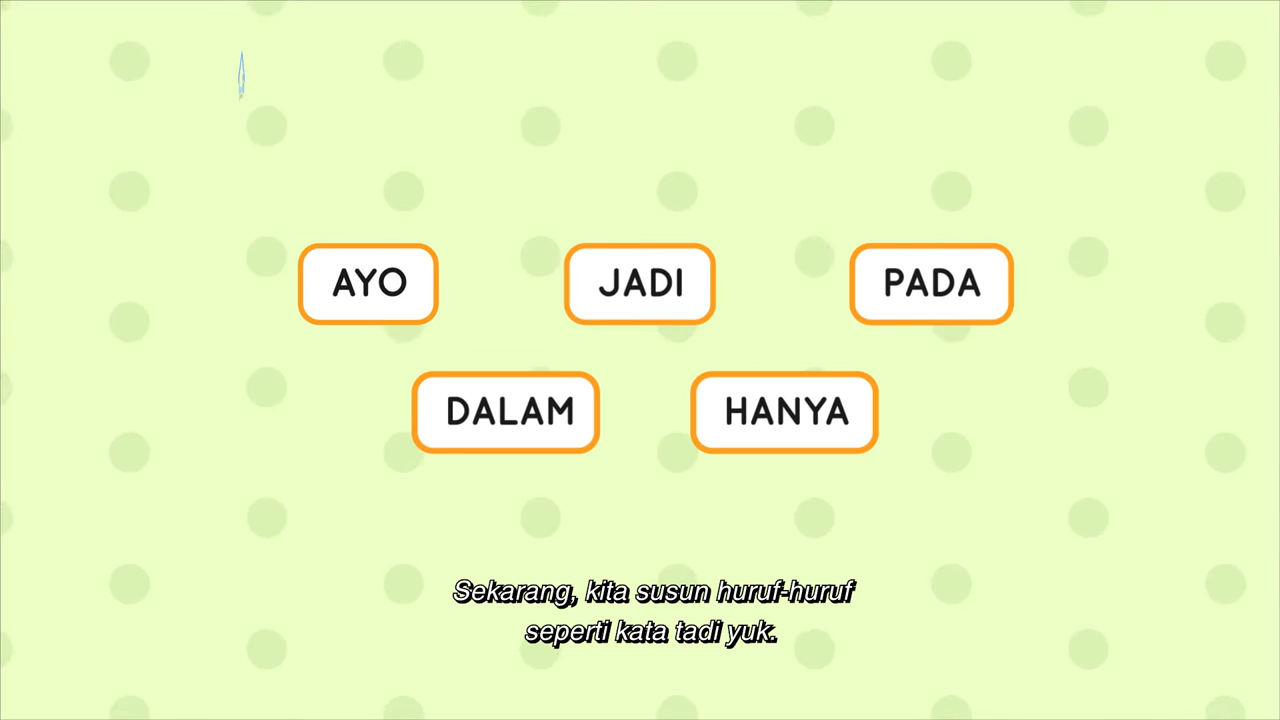 AYO JADI PADA
DALAM HANYA
Sekarang, kita susun huruf-huruf
seperti kata tadi yuk.